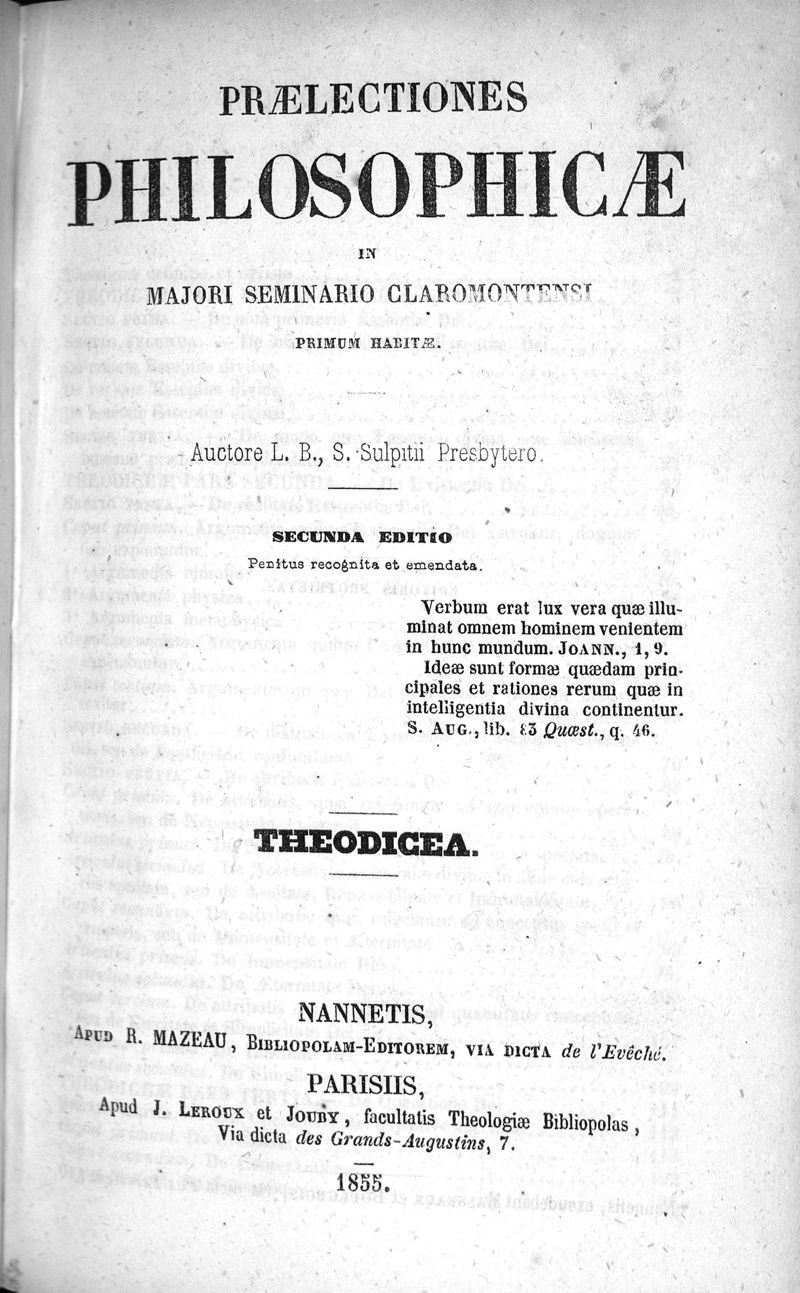 PRÆLECTIONES
PHILOSOPHICÆ
IN
MAJORI SEMINARIO CLAROMONTENSI
PRIMUM HABITÆ.
Auctore L. B., S. Sulpitii Presbytero.
SECUNDA EDITIO
Penitus recognita et emendata.
Verbum erat lux vera quæ illu-
minat omnem hominem venientem
in hunc mundum. JOANN., 1, 9.
Ideæ sunt formæ quædam prin-
cipales et rationes rerum quæ in
intelligentia divina continentur.
S. AUG., lib. 83 Quæst., q. 46.
THEODICEA.
NANNETIS,
APUD R. MAZEAU, BIBLIOPOLAM-EDITOREM, VIA DICTA de l'Evêché.
PARISIIS,
Apud J. LEROUX et JOUBY, facultatis Theologiæ Bibliopolas,
Via dicta des Grands-Augustins, 7.
1855.